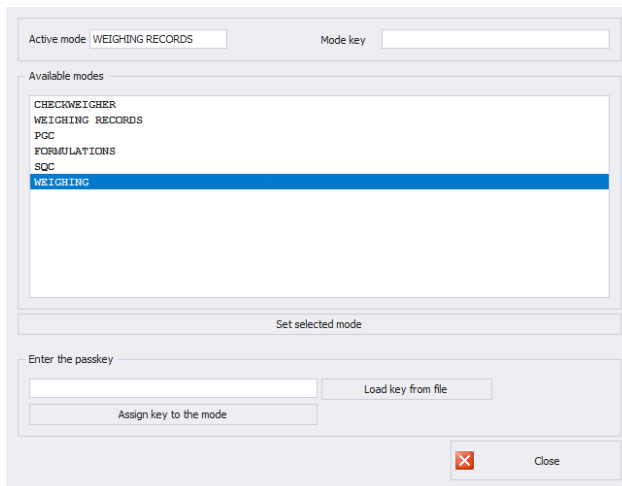 Active mode WEIGHING RECORDS Mode key
Available modes
CHECKWEIGHER
WEIGHING RECORDS
PGC
FORMULATIONS
SQC
WEIGHING
Set selected mode
Enter the passkey
Load key from file
Assign key to the mode
Close